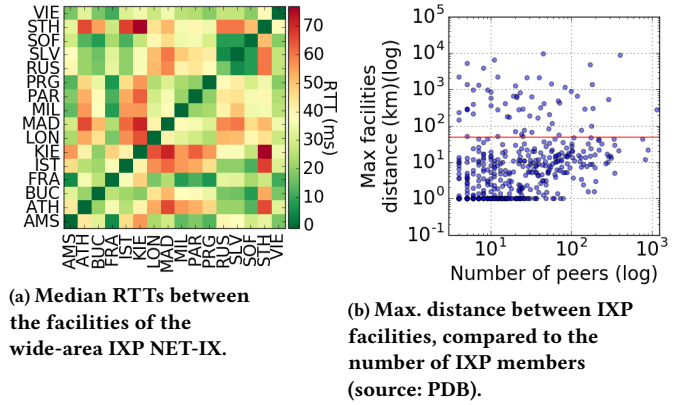 VIE
STH
SOF
SLV
RUS
PRG
PAR
MIL
MAD
LON
KIE
IST
FRA
BUC
ATH
AMS
AMS
ATH
BUC
FRA
IST
KIE
LON
MAD
MIL
PAR
PRG
RUS
SLV
SOF
STH
VIE
70
60
50
40
30
20
10
0
RTT (ms)
(a) Median RTTs between
the facilities of the
wide-area IXP NET-IX.
Max facilities
distance (km)(log)
10^5
10^4
10^3
10^2
10^1
10^0
10^-1
10^1
10^2
10^3
Number of peers (log)
(b) Max. distance between IXP
facilities, compared to the
number of IXP members
(source: PDB).